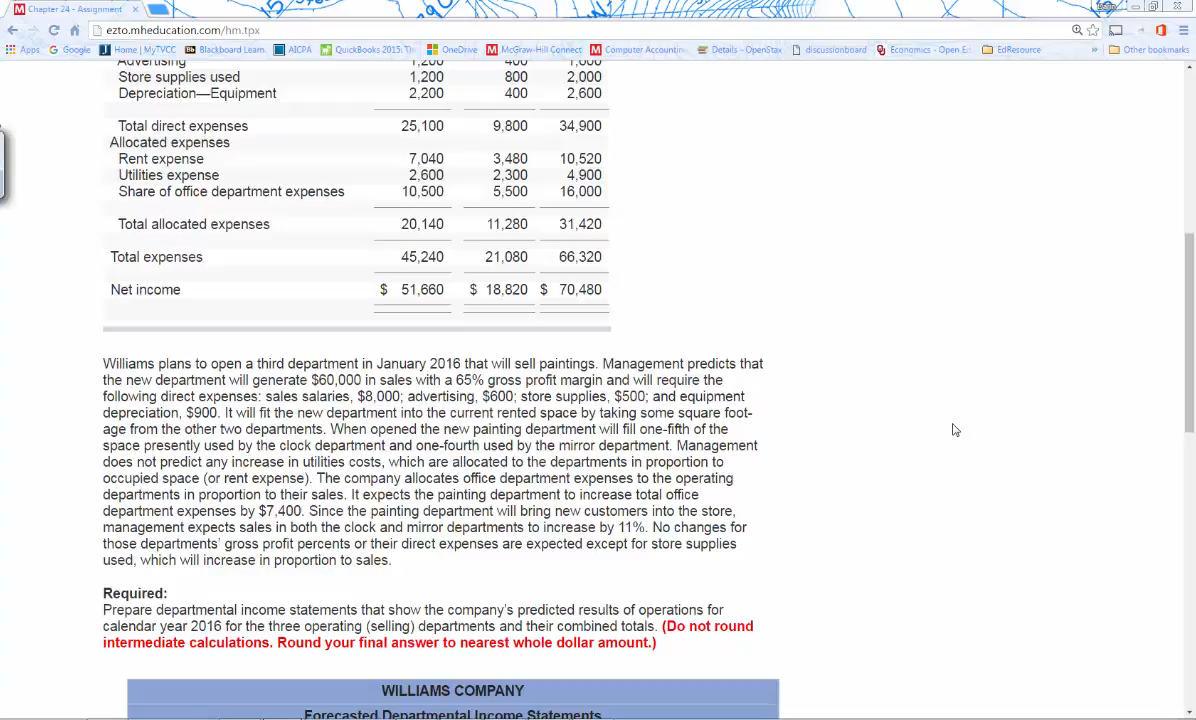 Chapter 24 - Assignment
ezto.mheducation.com/hm.tpx
Apps Google Home | MyTVCC Blackboard Learn AICPA QuickBooks 2015: Th OneDrive McGraw-Hill Connect Computer Accountin Details - OpenStax discussionboard Economics - Open E: EdResource » Other bookmarks
Advertising 1,200 400 1,600
Store supplies used 1,200 800 2,000
Depreciation—Equipment 2,200 400 2,600
Total direct expenses 25,100 9,800 34,900
Allocated expenses
Rent expense 7,040 3,480 10,520
Utilities expense 2,600 2,300 4,900
Share of office department expenses 10,500 5,500 16,000
Total allocated expenses 20,140 11,280 31,420
Total expenses 45,240 21,080 66,320
Net income $ 51,660 $ 18,820 $ 70,480
Williams plans to open a third department in January 2016 that will sell paintings. Management predicts that
the new department will generate $60,000 in sales with a 65% gross profit margin and will require the
following direct expenses: sales salaries, $8,000; advertising, $600; store supplies, $500; and equipment
depreciation, $900. It will fit the new department into the current rented space by taking some square foot-
age from the other two departments. When opened the new painting department will fill one-fifth of the
space presently used by the clock department and one-fourth used by the mirror department. Management
does not predict any increase in utilities costs, which are allocated to the departments in proportion to
occupied space (or rent expense). The company allocates office department expenses to the operating
departments in proportion to their sales. It expects the painting department to increase total office
department expenses by $7,400. Since the painting department will bring new customers into the store,
management expects sales in both the clock and mirror departments to increase by 11%. No changes for
those departments' gross profit percents or their direct expenses are expected except for store supplies
used, which will increase in proportion to sales.
Required:
Prepare departmental income statements that show the company's predicted results of operations for
calendar year 2016 for the three operating (selling) departments and their combined totals. (Do not round
intermediate calculations. Round your final answer to nearest whole dollar amount.)
WILLIAMS COMPANY
Forecasted Departmental Income Statements